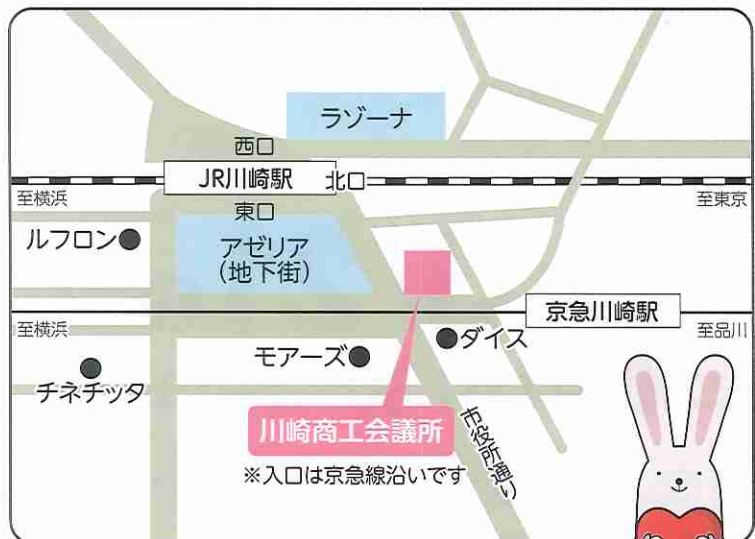 ラゾーナ
西口
JR川崎駅
北口
至横浜
至東京
東口
ルフロン
アゼリア
(地下街)
京急川崎駅
至横浜
至品川
モアーズ
ダイス
チネチッタ
川崎商工会議所
市役所通り
※入口は京急線沿いです